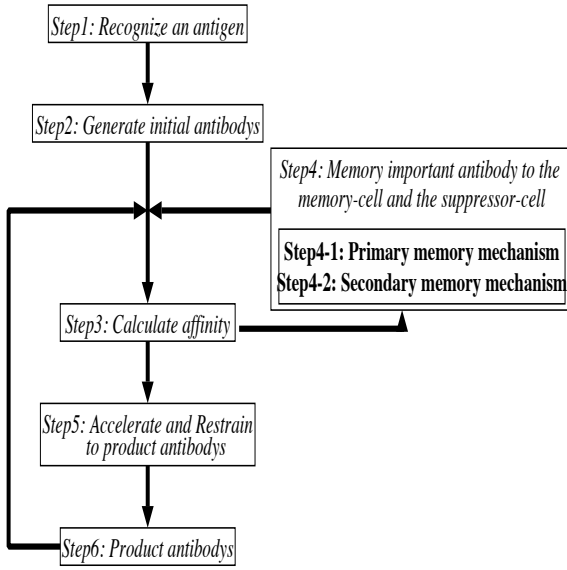 Step1: Recognize an antigen
Step2: Generate initial antibodys
Step4: Memory important antibody to the
memory-cell and the suppressor-cell
Step4-1: Primary memory mechanism
Step4-2: Secondary memory mechanism
Step3: Calculate affinity
Step5: Accelerate and Restrain
to product antibodys
Step6: Product antibodys